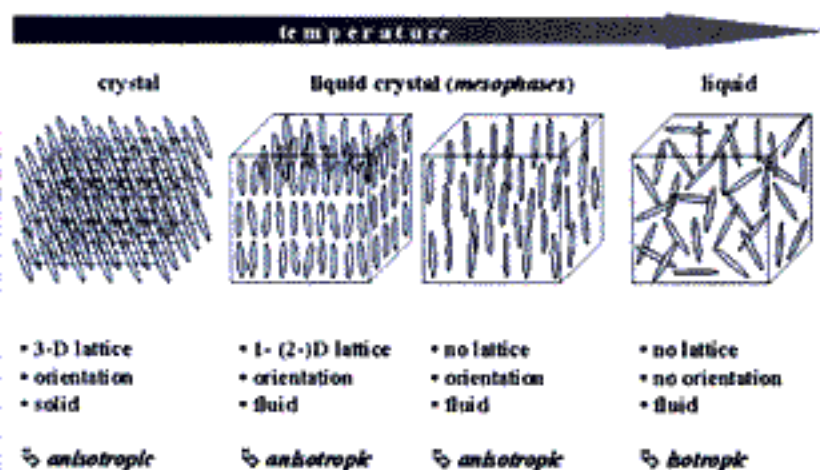 temperature
crystal liquid crystal (mesophases) liquid
• 3-D lattice • 1- (2-)D lattice • no lattice • no lattice
• orientation • orientation • orientation • no orientation
• solid • fluid • fluid • fluid
anisotropic anisotropic anisotropic isotropic